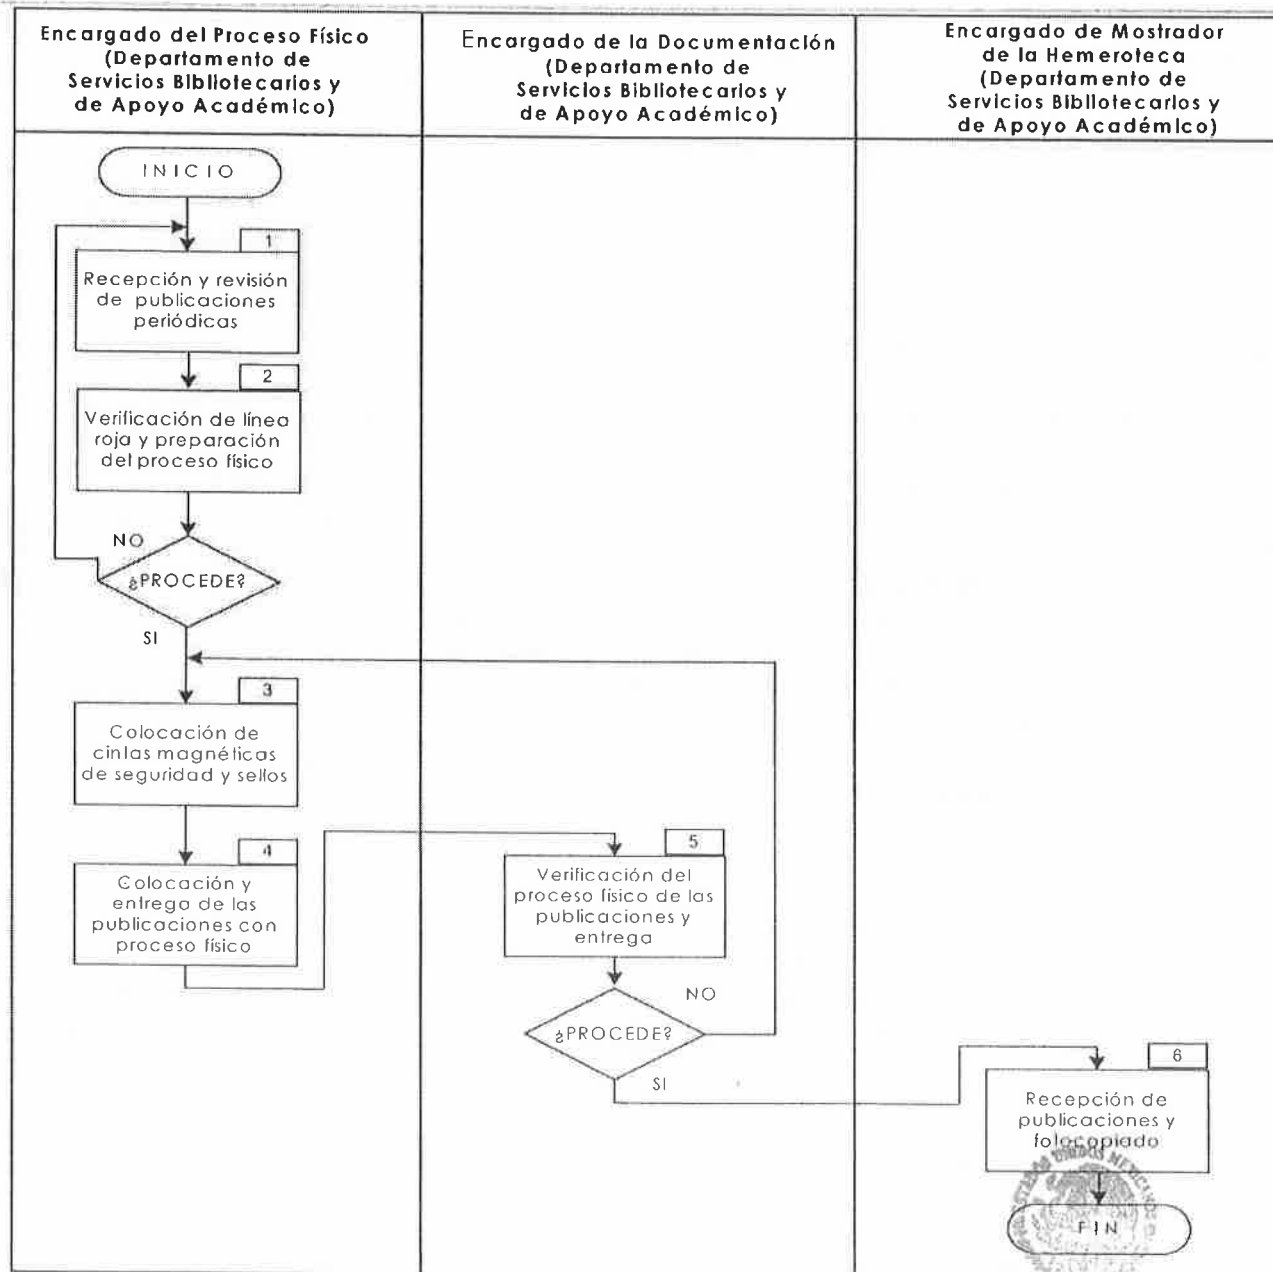 Encargado del Proceso Físico
(Departamento de
Servicios Bibliotecarios y
de Apoyo Académico)
Encargado de la Documentación
(Departamento de
Servicios Bibliotecarios y
de Apoyo Académico)
Encargado de Mostrador
de la Hemeroteca
(Departamento de
Servicios Bibliotecarios y
de Apoyo Académico)
INICIO
1
Recepción y revisión
de publicaciones
periódicas
2
Verificación de línea
roja y preparación
del proceso físico
NO
¿PROCEDE?
SI
3
Colocación de
cintas magnéticas
de seguridad y sellos
4
Colocación y
entrega de las
publicaciones con
proceso físico
5
Verificación del
proceso físico de las
publicaciones y
entrega
NO
¿PROCEDE?
SI
6
Recepción de
publicaciones y
fotocopiado
UNIDOS
FIN